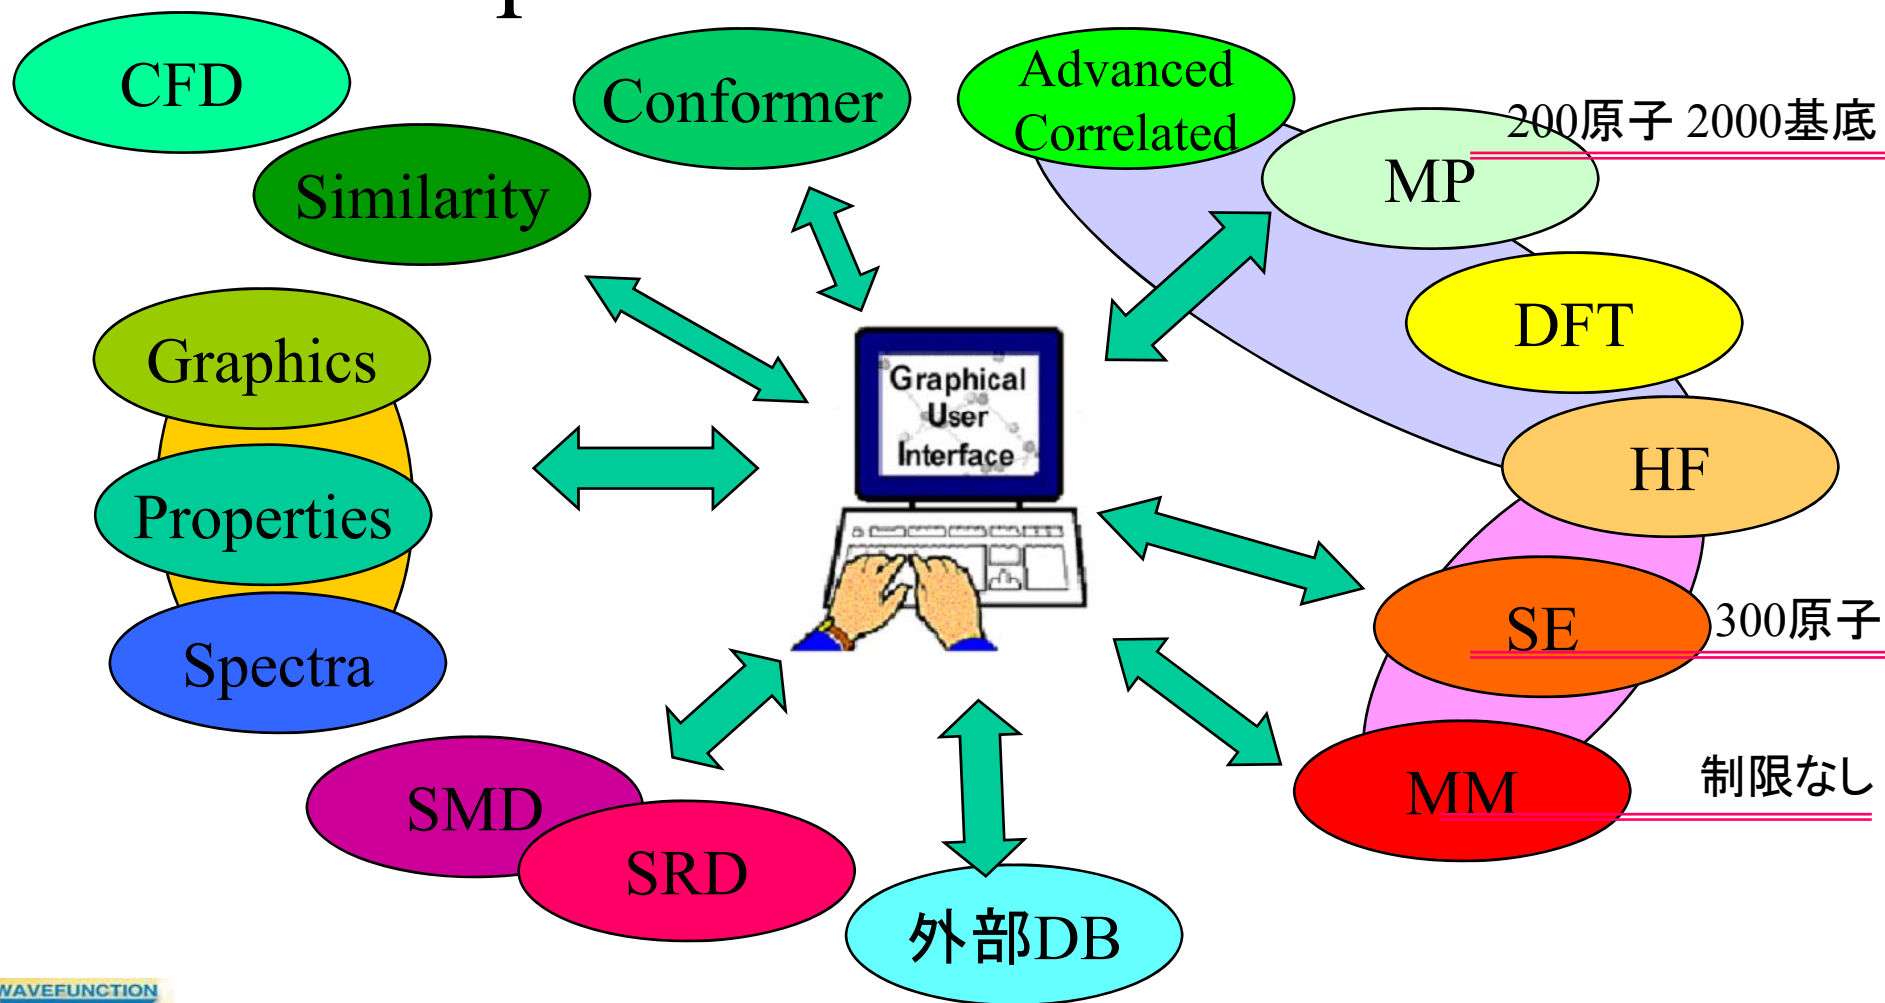 CFD
Conformer
Advanced
Correlated
200原子 2000基底
MP
Similarity
DFT
Graphics
Graphical
User
Interface
HF
Properties
SE
300原子
Spectra
制限なし
MM
SMD
SRD
外部DB
WAVEFUNCTION